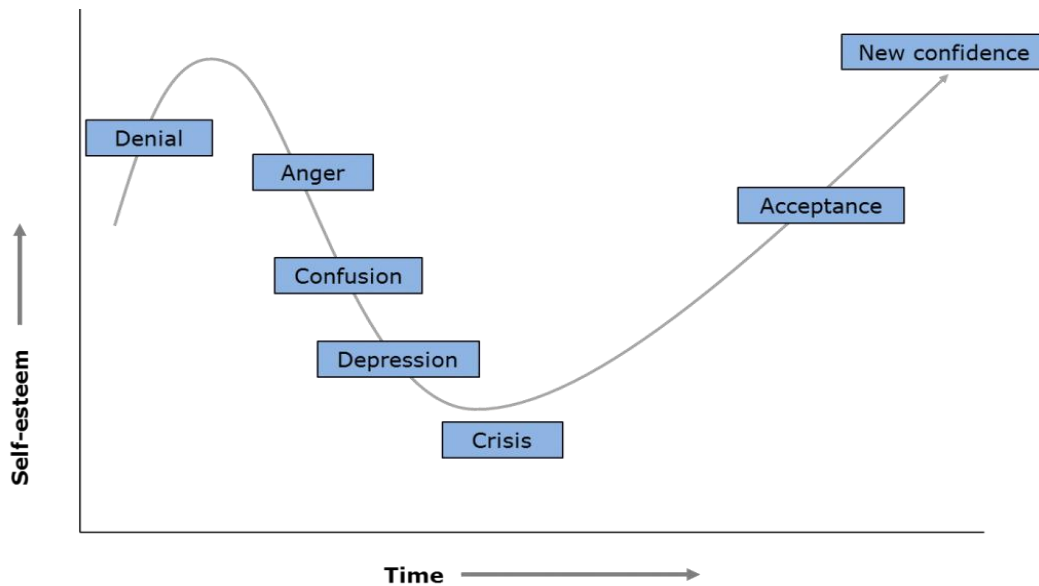 New confidence
Denial
Anger
Acceptance
Confusion
Depression
Crisis
Self-esteem
Time